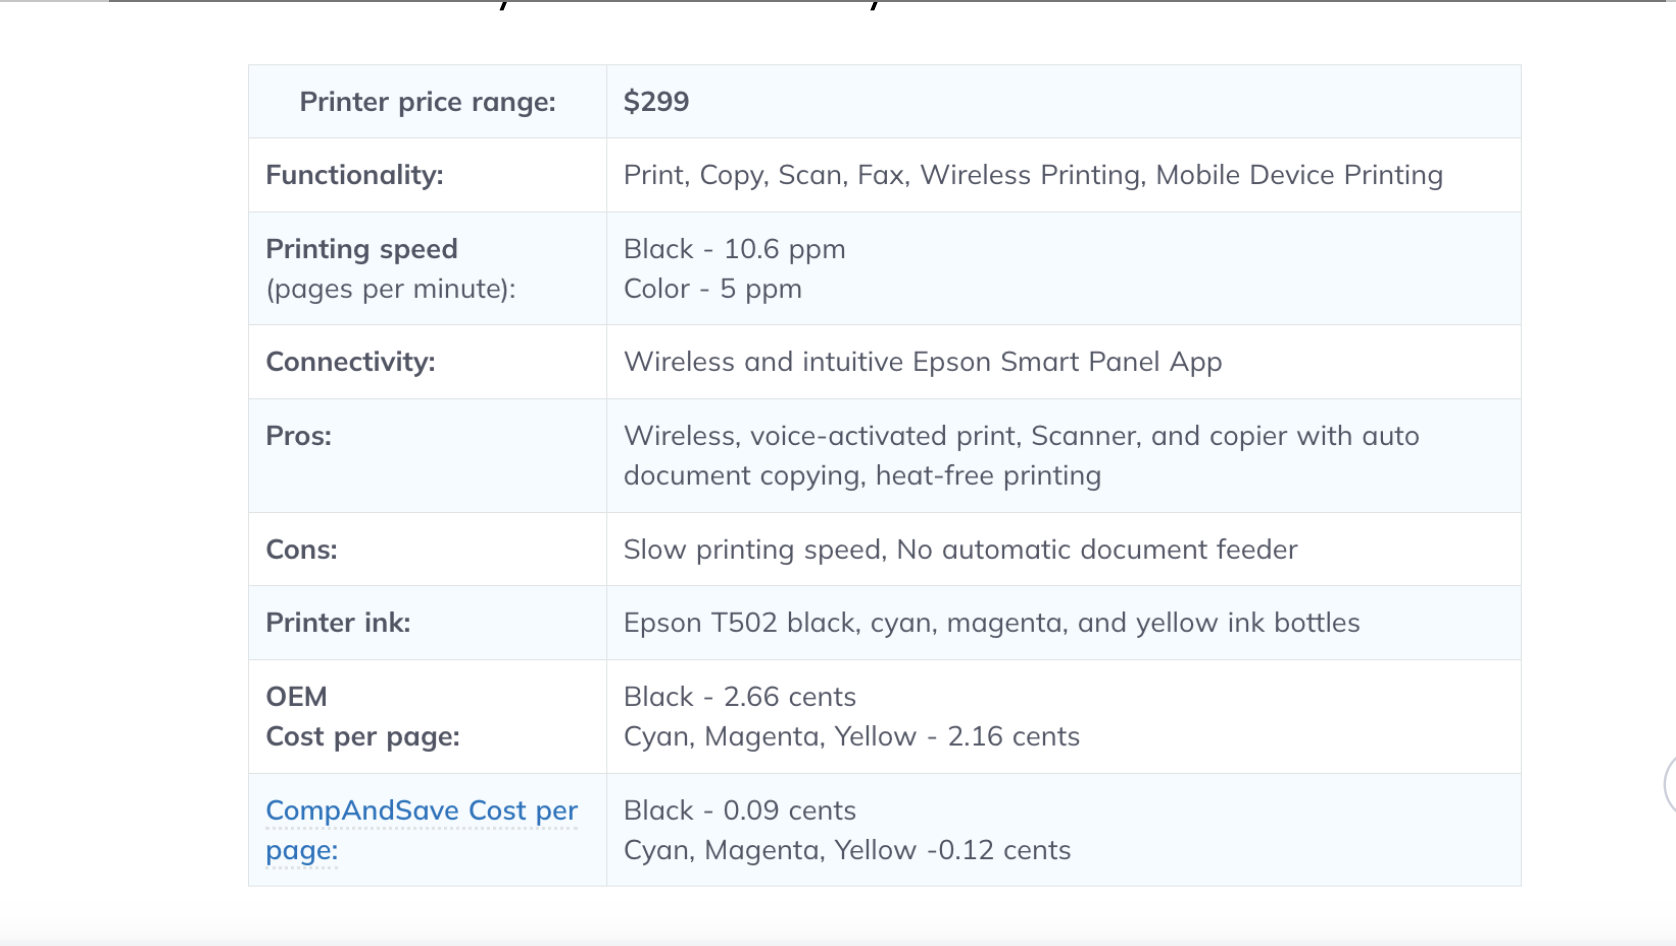 Printer price range: $299
Functionality: Print, Copy, Scan, Fax, Wireless Printing, Mobile Device Printing
Printing speed
(pages per minute):
Black - 10.6 ppm
Color - 5 ppm
Connectivity: Wireless and intuitive Epson Smart Panel App
Pros:
Wireless, voice-activated print, Scanner, and copier with auto
document copying, heat-free printing
Cons: Slow printing speed, No automatic document feeder
Printer ink: Epson T502 black, cyan, magenta, and yellow ink bottles
OEM
Cost per page:
Black - 2.66 cents
Cyan, Magenta, Yellow - 2.16 cents
CompAndSave Cost per
page:
Black - 0.09 cents
Cyan, Magenta, Yellow -0.12 cents